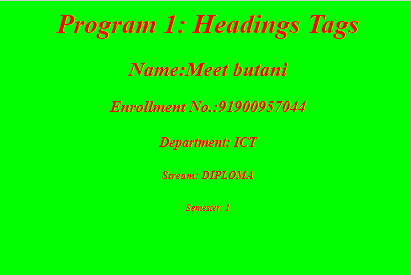 Program 1: Headings Tags
Name:Meet butani
Enrollment No.:91900957044
Department: ICT
Stream: DIPLOMA
Semester: 1